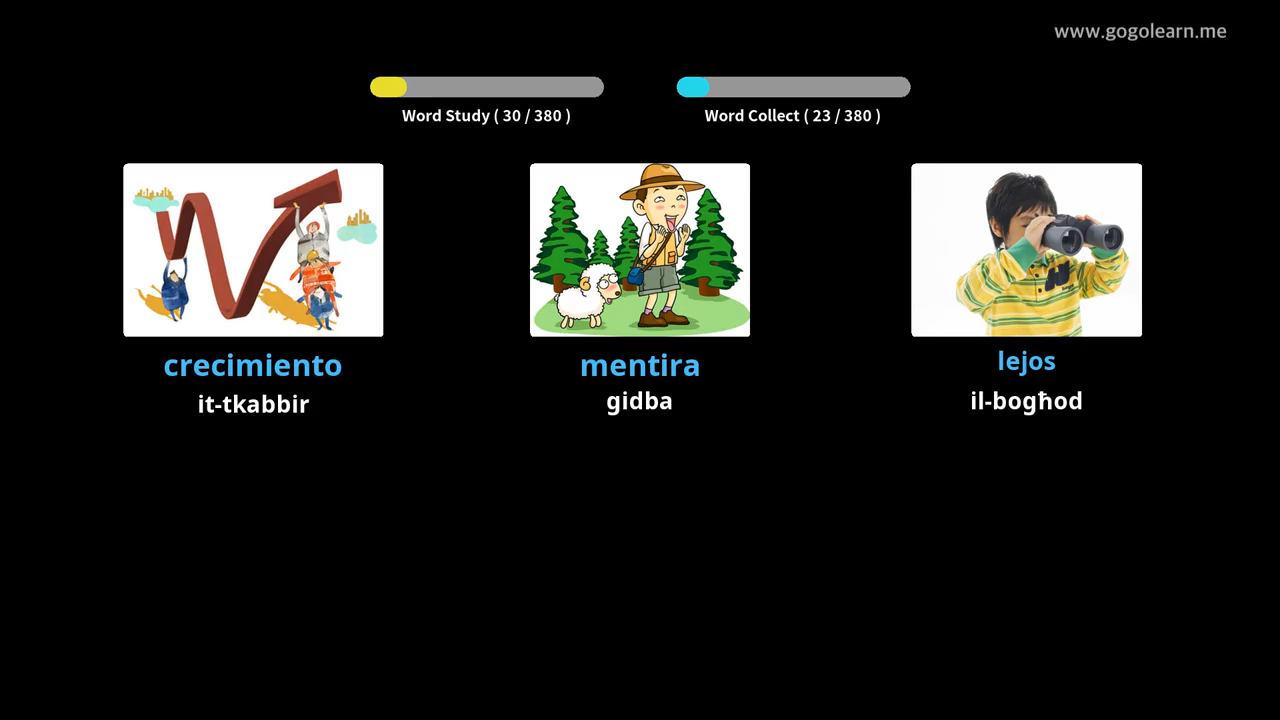 www.gogolearn.me
Word Study ( 30 / 380 )
Word Collect ( 23 / 380 )
crecimiento
it-tkabbir
mentira
gidba
lejos
il-bogħod